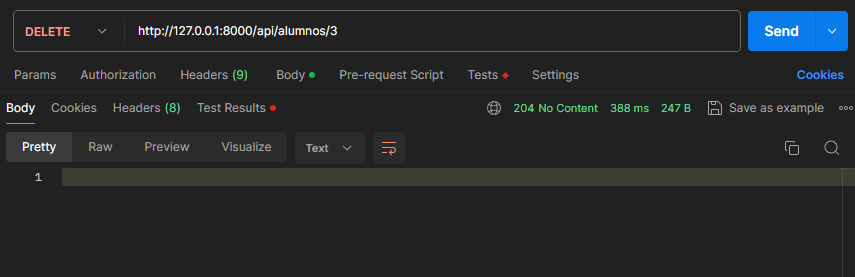 DELETE http://127.0.0.1:8000/api/alumnos/3 Send
Params Authorization Headers (9) Body Pre-request Script Tests Settings Cookies
Body Cookies Headers (8) Test Results 204 No Content 388 ms 247 B Save as example
Pretty Raw Preview Visualize Text
1